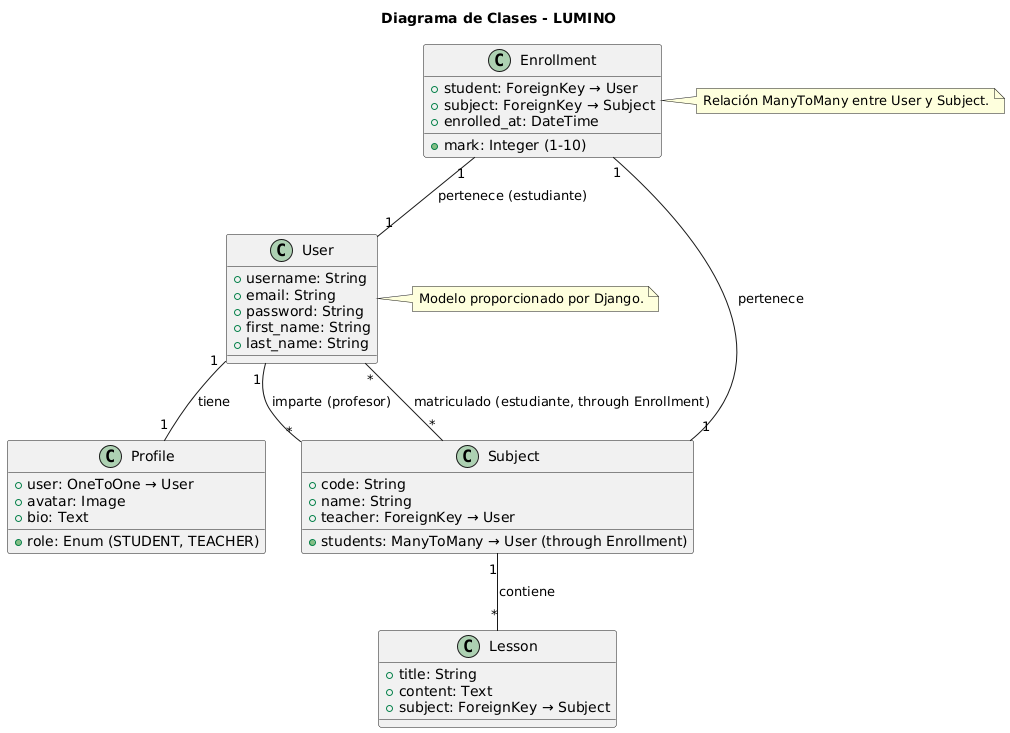 Diagrama de Clases - LUMINO
C Enrollment
student: ForeignKey → User
subject: ForeignKey → Subject
enrolled_at: DateTime
mark: Integer (1-10)
Relación ManyToMany entre User y Subject.
1
1
pertenece (estudiante)
1
C User
username: String
email: String
password: String
first_name: String
last_name: String
Modelo proporcionado por Django.
pertenece
1
1
*
tiene
imparte (profesor)
matriculado (estudiante, through Enrollment)
1
*
*
1
C Profile
user: OneToOne → User
avatar: Image
bio: Text
role: Enum (STUDENT, TEACHER)
C Subject
code: String
name: String
teacher: ForeignKey → User
students: ManyToMany → User (through Enrollment)
1
contiene
*
C Lesson
title: String
content: Text
subject: ForeignKey → Subject